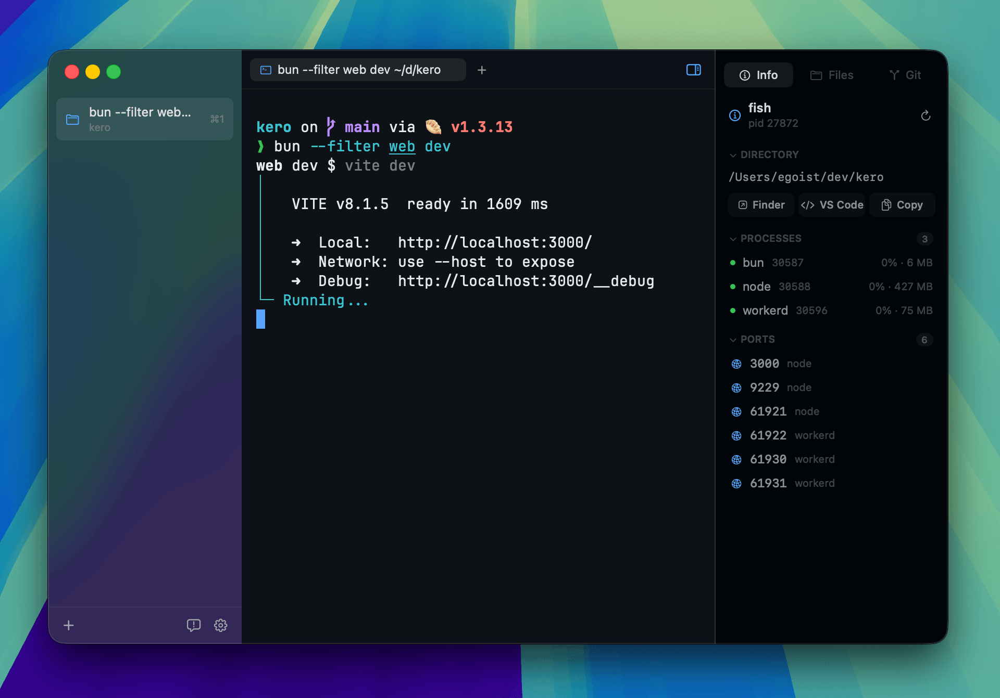 bun --filter web...
kero
⌘1
bun --filter web dev ~/d/kero
kero on main via v1.3.13
❱ bun --filter web dev
web dev $ vite dev
VITE v8.1.5  ready in 1609 ms
➜  Local:   http://localhost:3000/
➜  Network: use --host to expose
➜  Debug:   http://localhost:3000/__debug
Running...
Info
Files
Git
fish
pid 27872
DIRECTORY
/Users/egoist/dev/kero
Finder
</> VS Code
Copy
PROCESSES 3
bun 30587 0% · 6 MB
node 30588 0% · 427 MB
workerd 30596 0% · 75 MB
PORTS 6
3000 node
9229 node
61921 node
61922 workerd
61930 workerd
61931 workerd